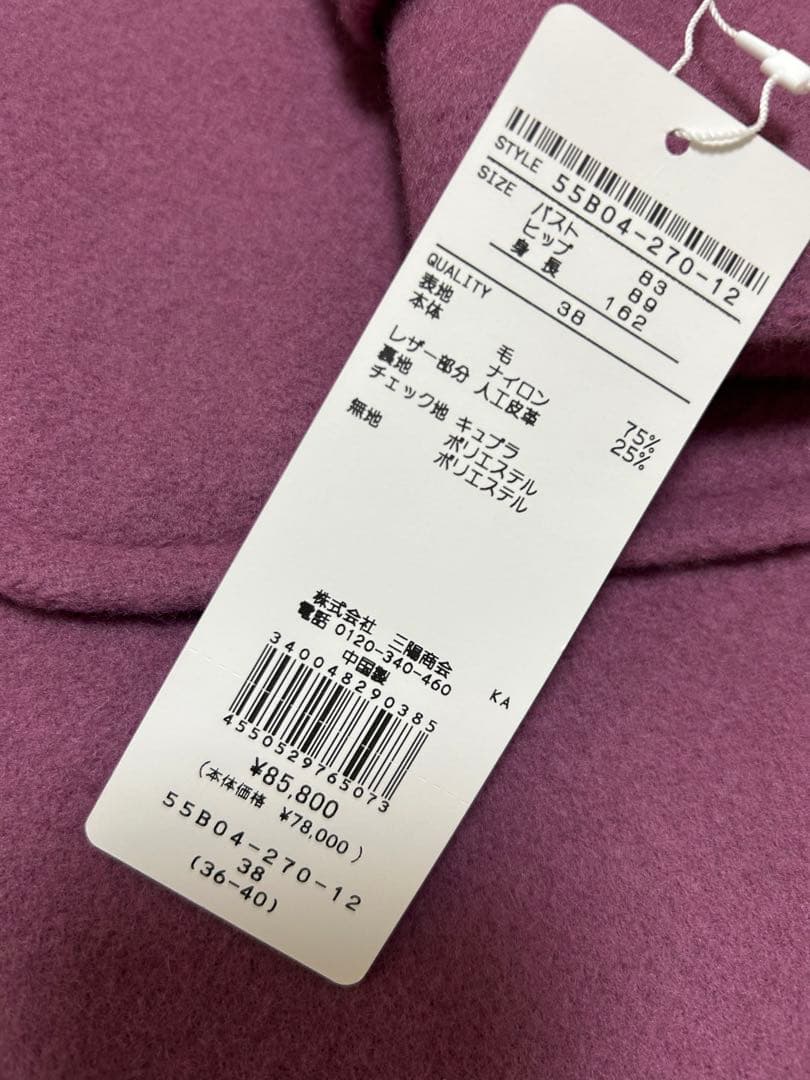 STYLE 55B04-270-12
SIZE バスト 83
ヒップ 89
身長 162
38
QUALITY
表地
本体 毛 75%
ナイロン 25%
レザー部分 人工皮革
裏地
チェック地 キュプラ
ポリエステル
無地 ポリエステル
株式会社 三陽商会
電話 0120-340-460
中国製 KA
340048290385
4550529765073
¥85,800
(本体価格 ¥78,000)
55B04-270-12
38
(36-40)